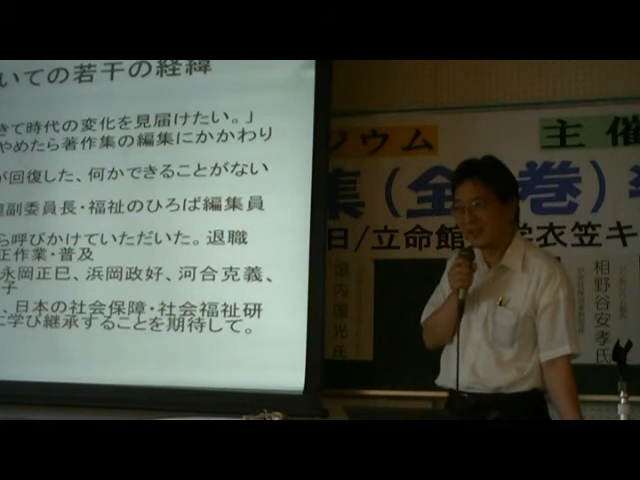 いての若干の経緯
きて時代の変化を見届けたい。」
やめたら著作集の編集にかかわり
が回復した、何かできることがない
副委員長・福祉のひろば編集員
ら呼びかけていただいた。退職
正作業・普及
永岡正巳、浜岡政好、河合克義、
子
、日本の社会保障・社会福祉研
に学び継承することを期待して。
ソウム 主催
集(全 巻)
日/立命館 学衣笠キ
垣内国光氏
相野谷安孝氏